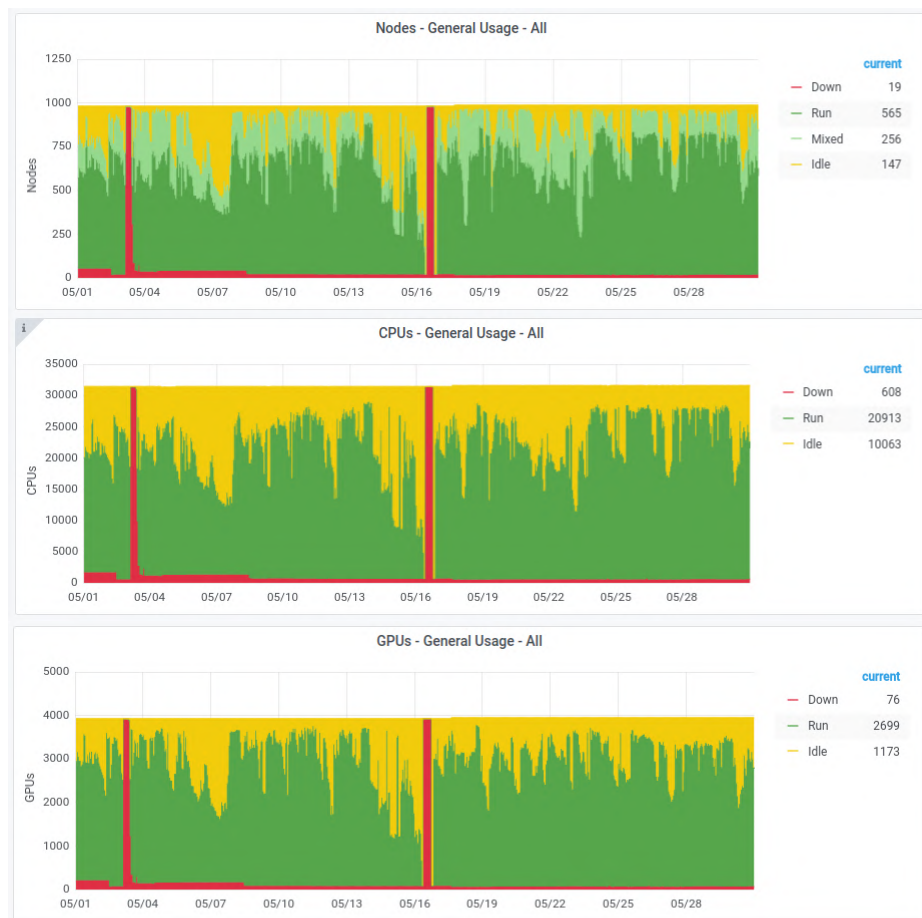 Nodes - General Usage - All
1250
1000
750
500
250
0
Nodes
05/01 05/04 05/07 05/10 05/13 05/16 05/19 05/22 05/25 05/28
current
Down 19
Run 565
Mixed 256
Idle 147
i
CPUs - General Usage - All
35000
30000
25000
20000
15000
10000
5000
0
CPUs
05/01 05/04 05/07 05/10 05/13 05/16 05/19 05/22 05/25 05/28
current
Down 608
Run 20913
Idle 10063
GPUs - General Usage - All
5000
4000
3000
2000
1000
0
GPUs
05/01 05/04 05/07 05/10 05/13 05/16 05/19 05/22 05/25 05/28
current
Down 76
Run 2699
Idle 1173